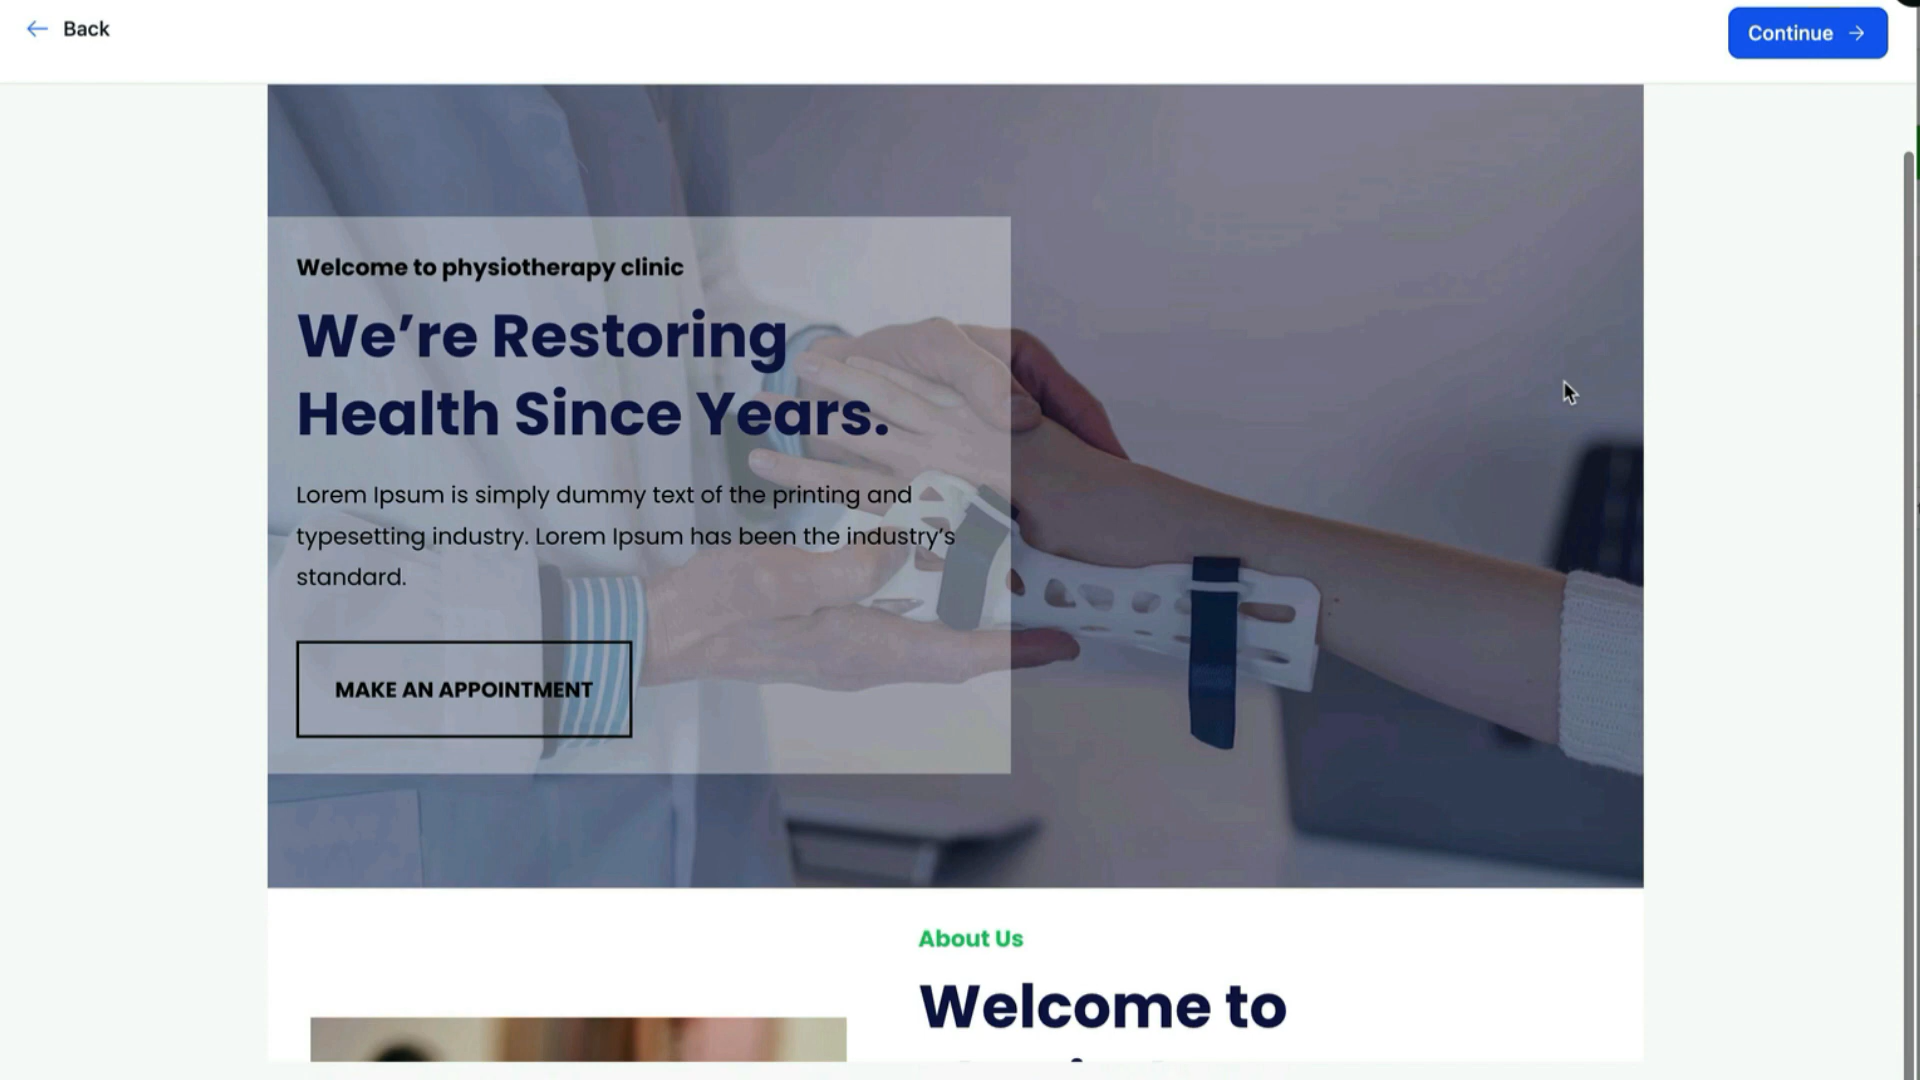 Back
Continue
Welcome to physiotherapy clinic
We’re Restoring
Health Since Years.
Lorem Ipsum is simply dummy text of the printing and
typesetting industry. Lorem Ipsum has been the industry’s
standard.
MAKE AN APPOINTMENT
About Us
Welcome to